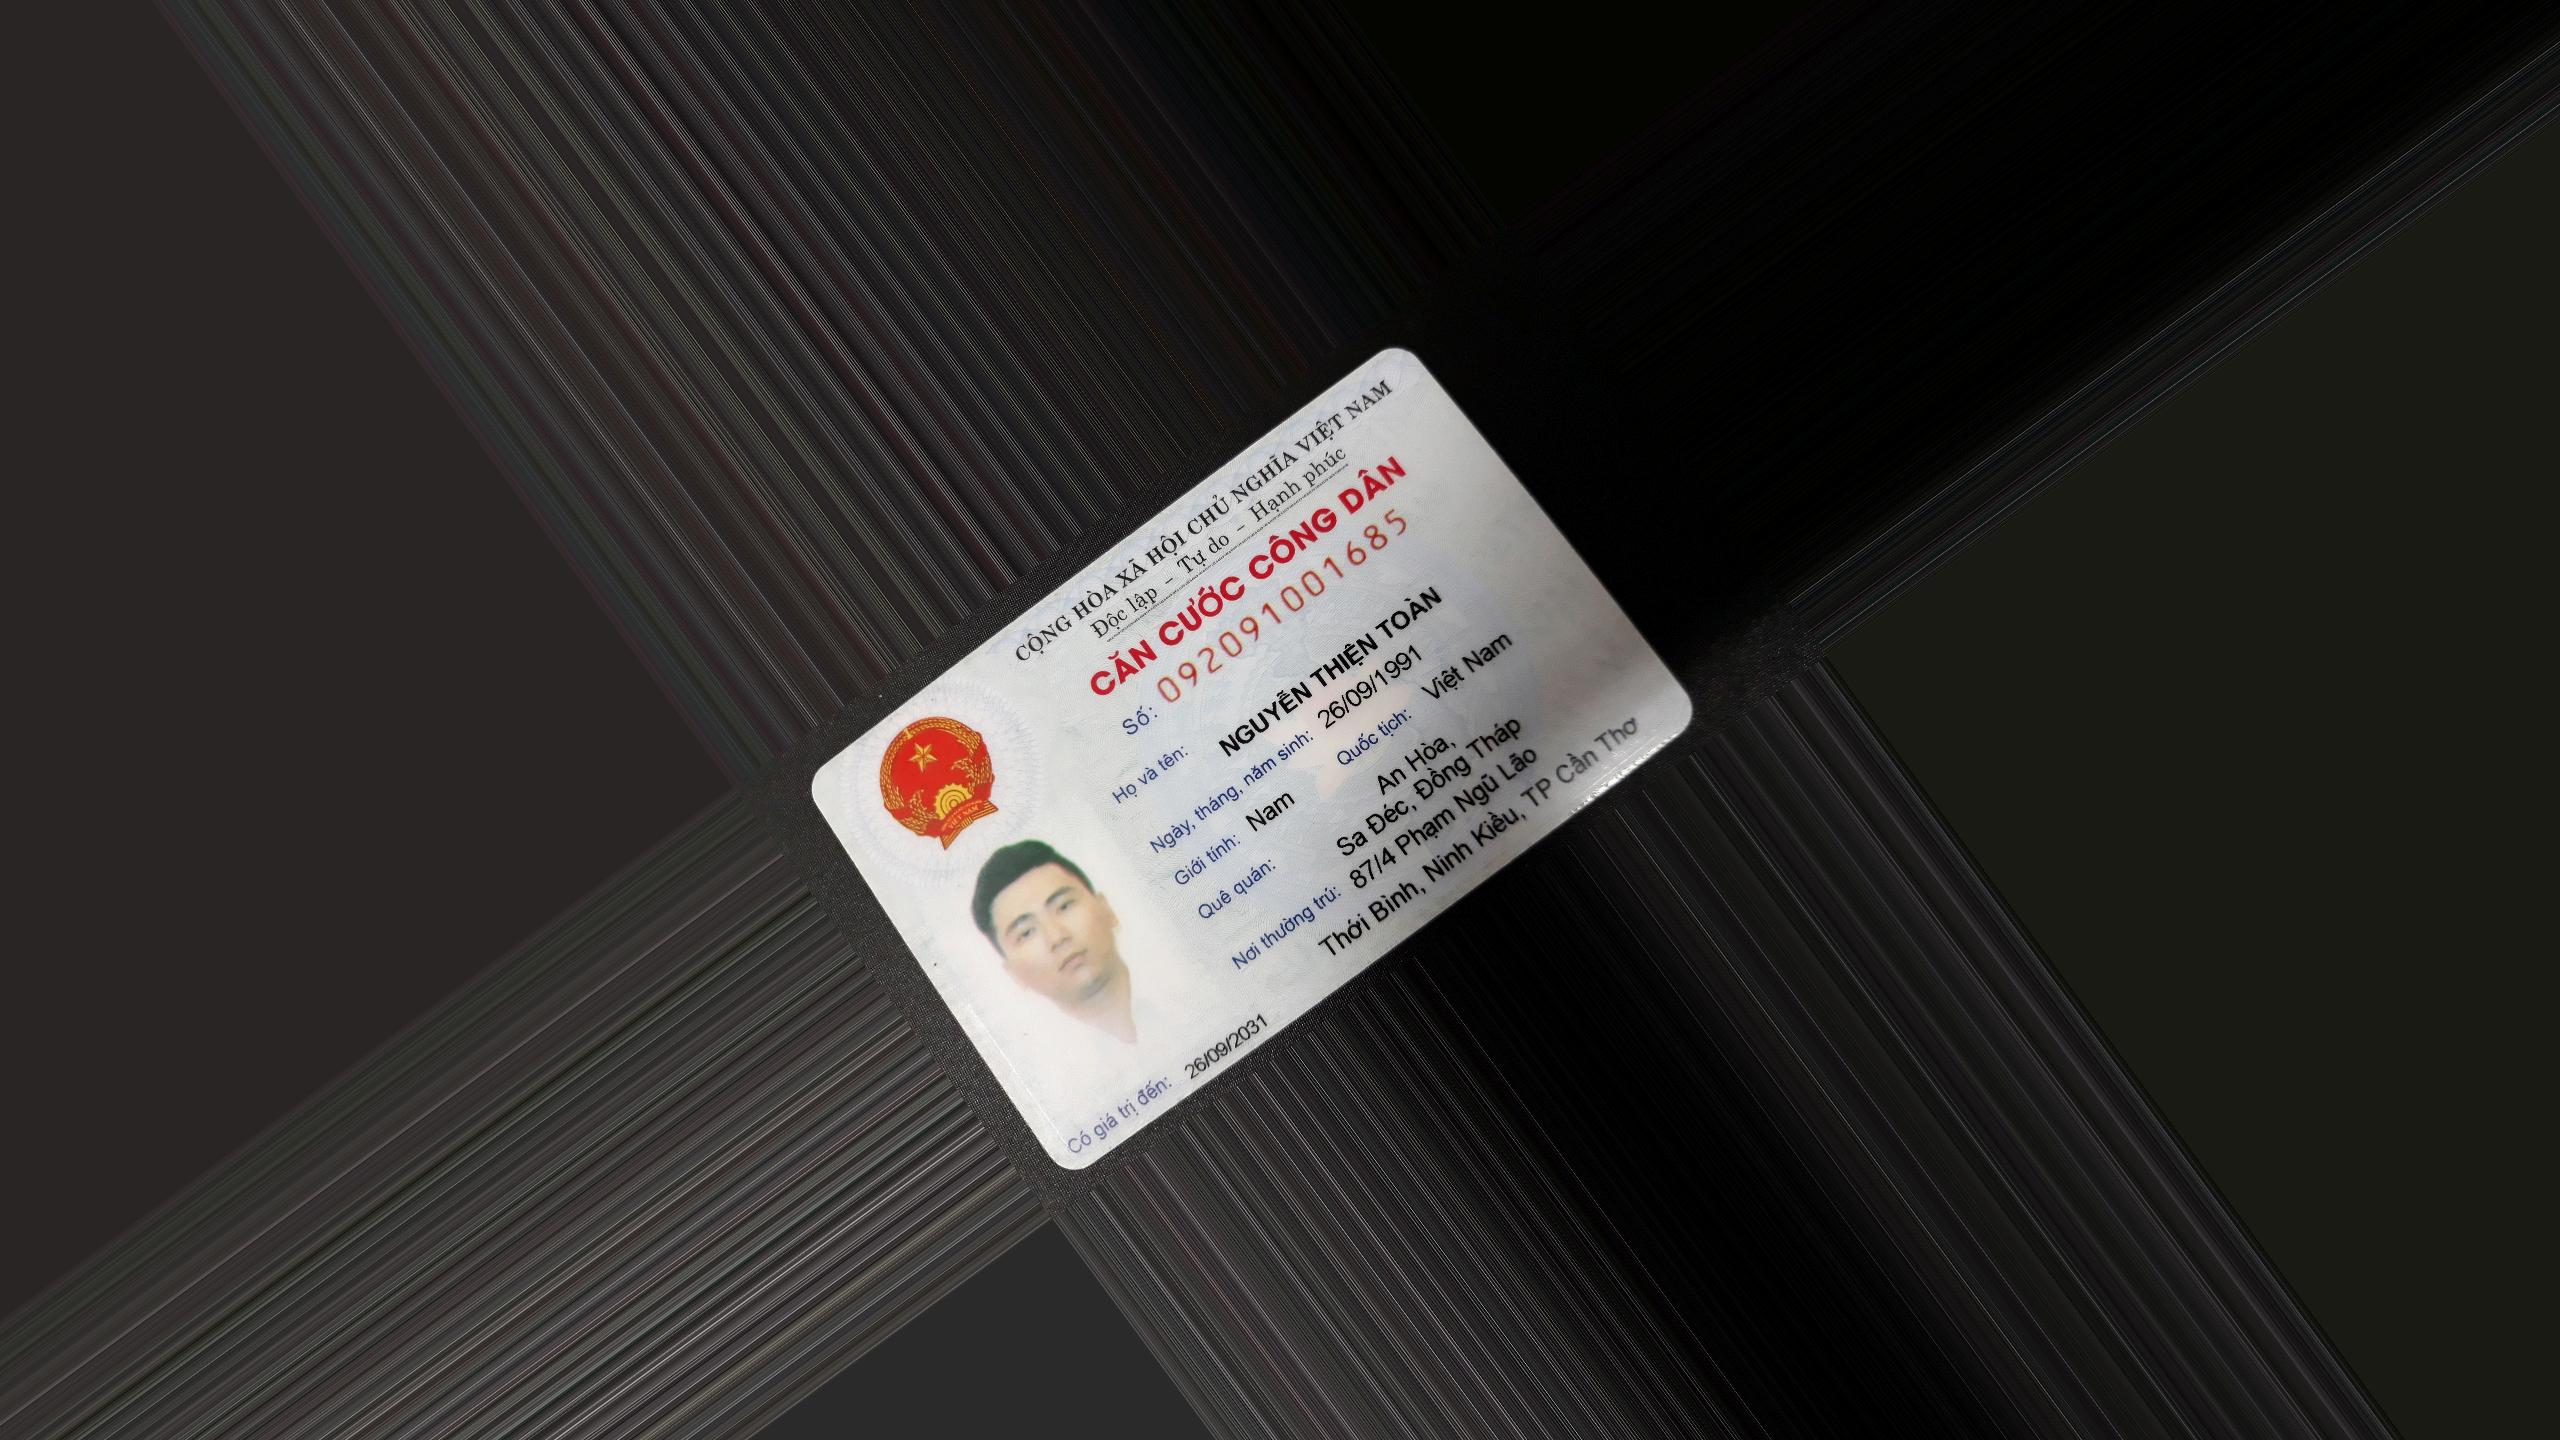 CỘNG HÒA XÃ HỘI CHỦ NGHĨA VIỆT NAM
Độc lập – Tự do – Hạnh phúc
CĂN CƯỚC CÔNG DÂN
Số: 092091001685
Họ và tên: NGUYỄN THIỆN TOÀN
Ngày, tháng, năm sinh: 26/09/1991
Giới tính: Nam Quốc tịch: Việt Nam
Quê quán: An Hòa,
Sa Đéc, Đồng Tháp
Nơi thường trú: 87/4 Phạm Ngũ Lão
Thới Bình, Ninh Kiều, TP Cần Thơ
Có giá trị đến: 26/09/2031
VIỆT NAM